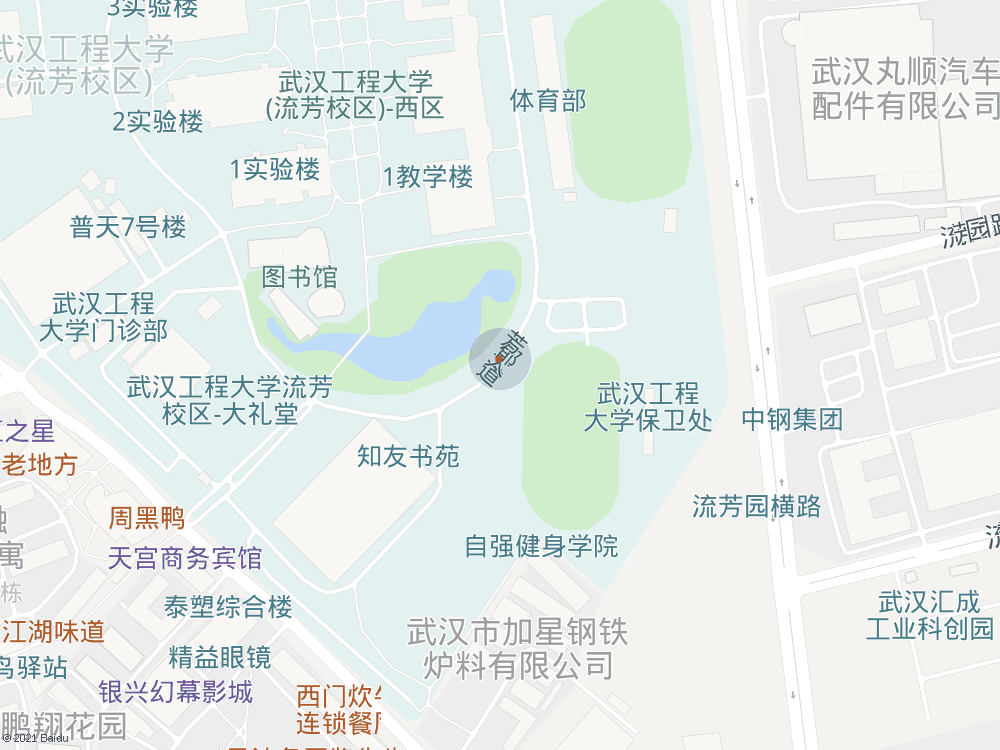 3实验楼
武汉工程大学
(流芳校区)
武汉工程大学
(流芳校区)-西区
体育部
武汉丸顺汽车
配件有限公司
2实验楼
1实验楼
1教学楼
普天7号楼
流园路
图书馆
武汉工程
大学门诊部
芳都道
武汉工程大学流芳
校区-大礼堂
武汉工程
大学保卫处
中钢集团
之星
老地方
知友书苑
流芳园横路
周黑鸭
自强健身学院
融
寓
栋
天宫商务宾馆
泰塑综合楼
武汉汇成
工业科创园
江湖味道
武汉市加星钢铁
炉料有限公司
精益眼镜
鸟驿站
银兴幻幕影城
西门炊
连锁餐厅
鹏翔花园
© 2021 Baidu